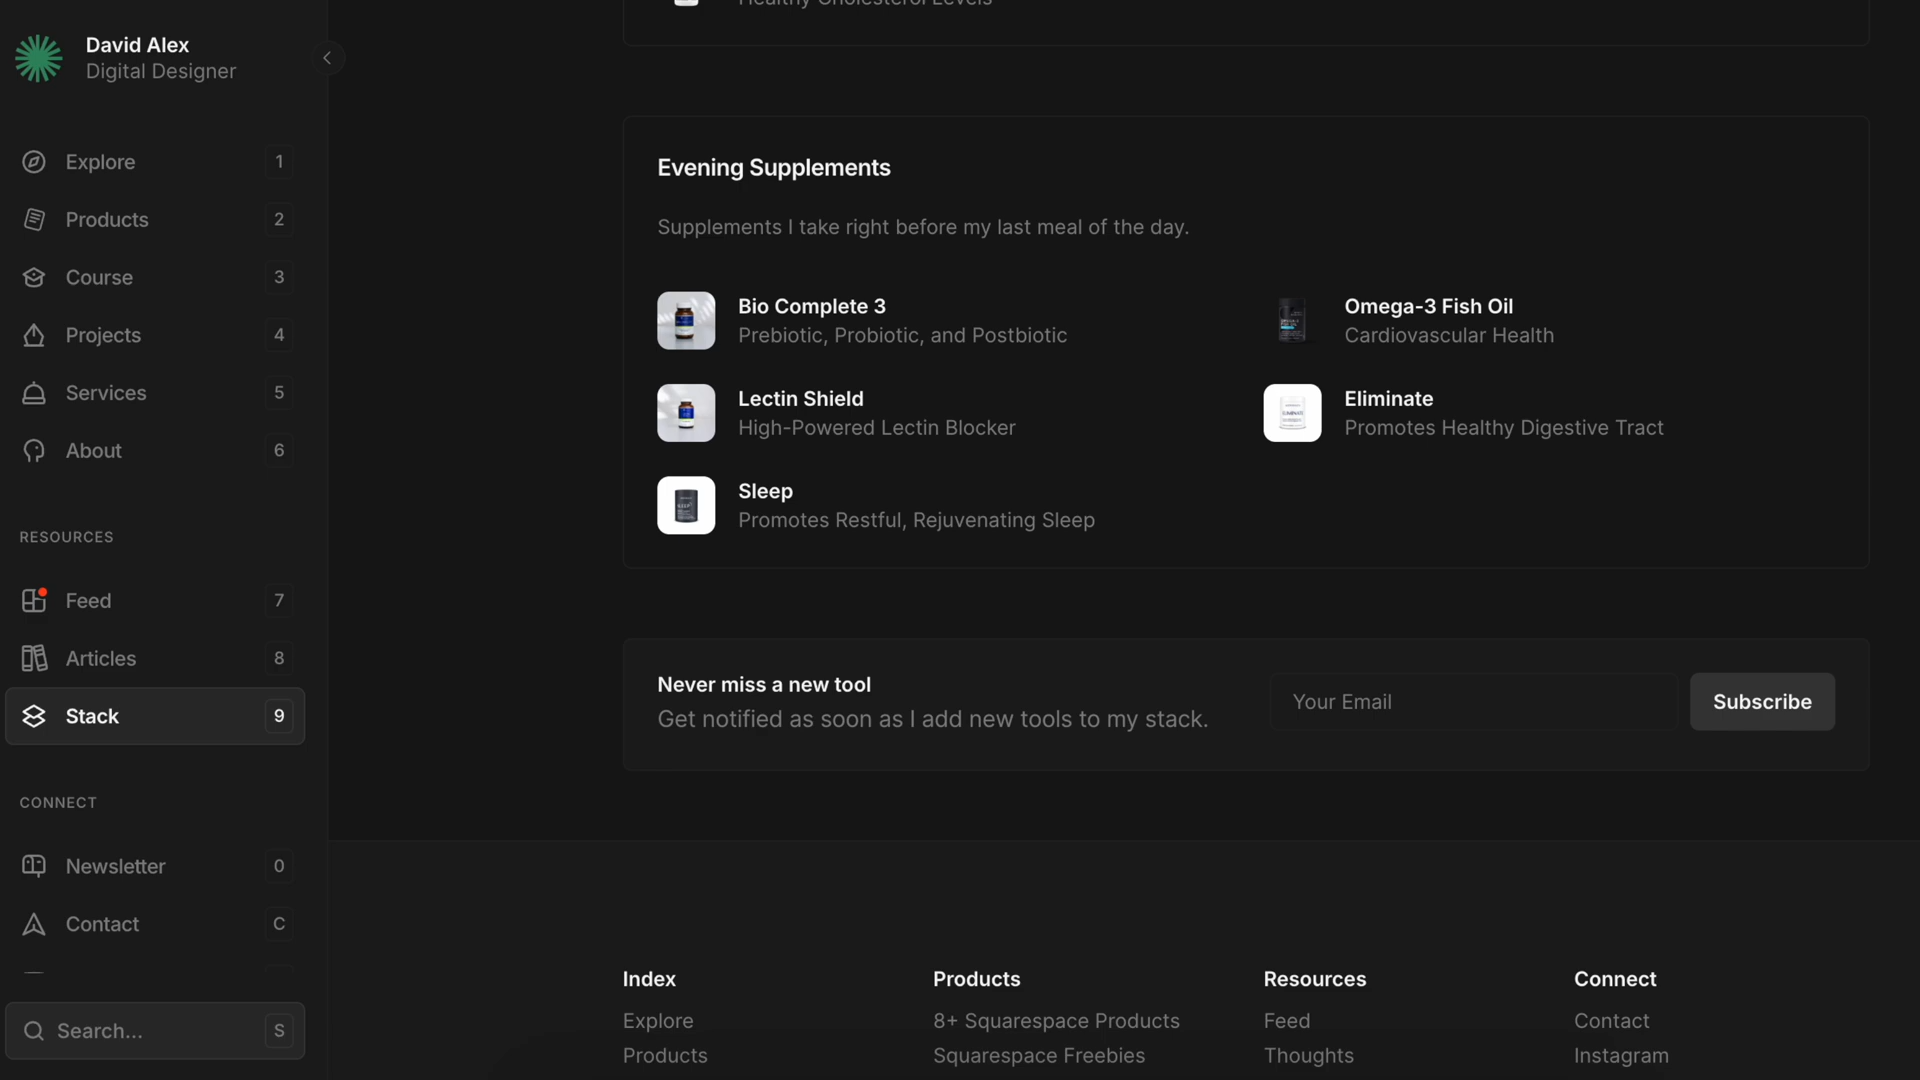 David Alex
Digital Designer
Explore 1
Products 2
Course 3
Projects 4
Services 5
About 6
RESOURCES
Feed 7
Articles 8
Stack 9
CONNECT
Newsletter 0
Contact C
Search... S
Healthy Cholesterol Levels
Evening Supplements
Supplements I take right before my last meal of the day.
Bio Complete 3
Prebiotic, Probiotic, and Postbiotic
Omega-3 Fish Oil
Cardiovascular Health
Lectin Shield
High-Powered Lectin Blocker
Eliminate
ELIMINATE
Promotes Healthy Digestive Tract
Sleep
SLEEP
Promotes Restful, Rejuvenating Sleep
Never miss a new tool
Get notified as soon as I add new tools to my stack.
Your Email
Subscribe
Index
Explore
Products
Products
8+ Squarespace Products
Squarespace Freebies
Resources
Feed
Thoughts
Connect
Contact
Instagram